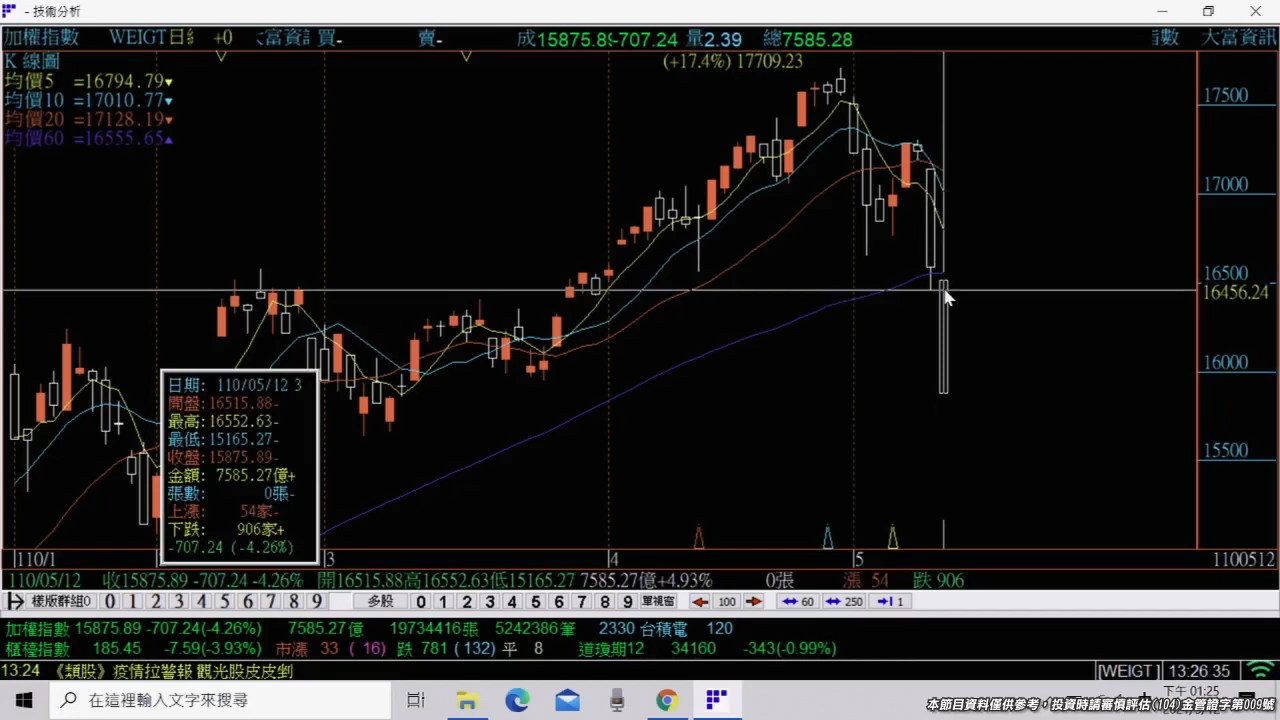 - 技術分析
加權指數 WEIGT日 +0 大富資訊 買- 賣- 成15875.89-707.24 量2.39 總7585.28 指數 大富資訊
K 線圖 (+17.4%) 17709.23
均價5 =16794.79▼
均價10 =17010.77▼
均價20 =17128.19▼
均價60 =16555.65▲
17500
17000
16500
16456.24
16000
15500
日期: 110/05/12 3
開盤:16515.88-
最高:16552.63-
最低:15165.27-
收盤:15875.89-
金額: 7585.27億+
張數: 0張-
上漲: 54家-
下跌: 906家+
-707.24 (-4.26%)
110/1 3 4 5 1100512
110/05/12 收15875.89 -707.24 -4.26% 開16515.88高16552.63低15165.27 7585.27億+4.93% 0張 漲 54 跌 906
樣版群組0 0 1 2 3 4 5 6 7 8 9 多股 0 1 2 3 4 5 6 7 8 9 單視窗 100 60 250 1
加權指數 15875.89 -707.24(-4.26%) 7585.27億 19734416張 5242386筆 2330 台積電 120
櫃檯指數 185.45 -7.59(-3.93%) 市漲 33 ( 16) 跌 781 (132) 平 8 道瓊期12 34160 -343(-0.99%)
13:24 《類股》疫情拉警報 觀光股皮皮剉 [WEIGT] 13:26 35
在這裡輸入文字來搜尋
下午 01:25
本節目資料僅供參考，投資時請審慎評估(104)金管證字第009號